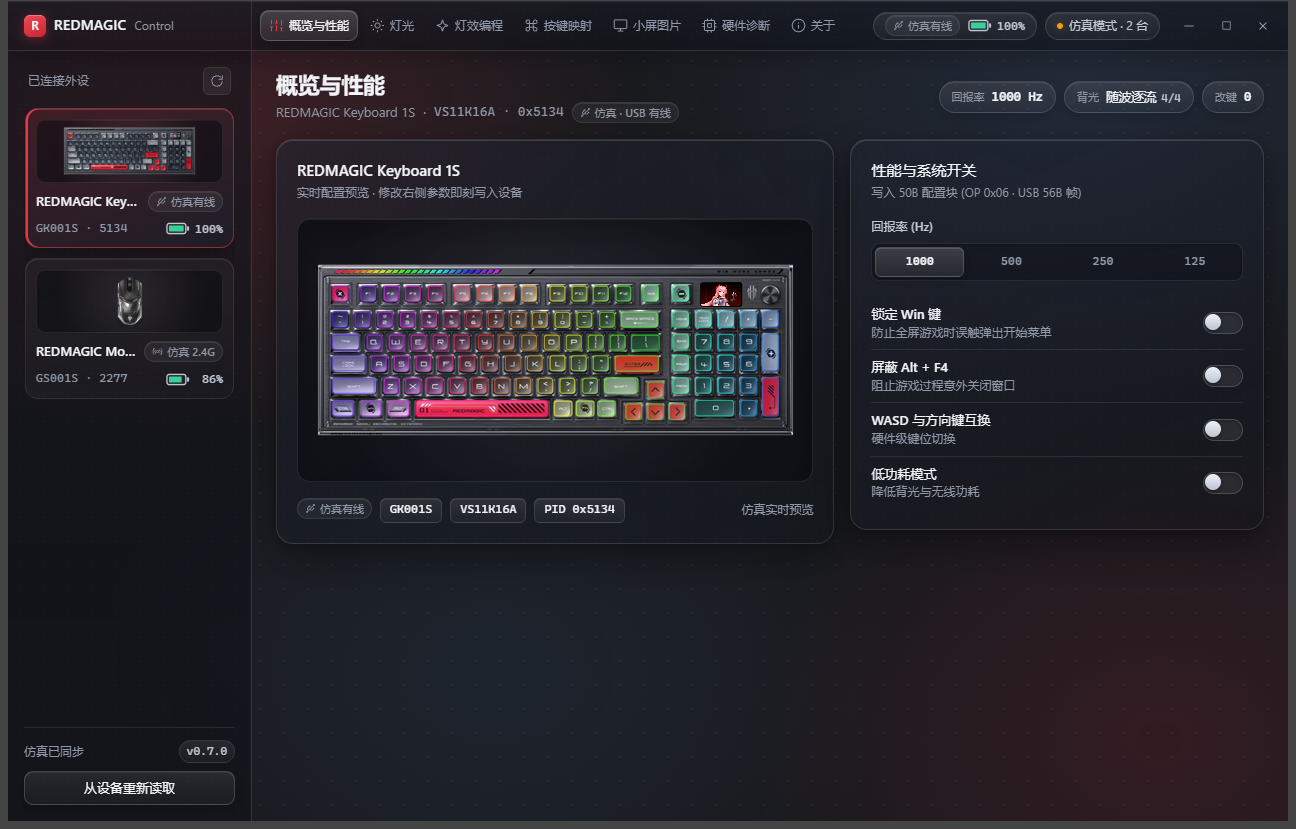 R REDMAGIC Control
概览与性能 灯光 灯效编程 按键映射 小屏图片 硬件诊断 关于
仿真有线 100% 仿真模式 · 2 台
已连接外设
REDMAGIC Key... 仿真有线
GK001S · 5134 100%
REDMAGIC Mo... 仿真 2.4G
GS001S · 2277 86%
仿真已同步 v0.7.0
从设备重新读取
概览与性能
REDMAGIC Keyboard 1S · VS11K16A · 0x5134 仿真 · USB 有线
回报率 1000 Hz 背光 随波逐流 4/4 改键 0
REDMAGIC Keyboard 1S
实时配置预览 · 修改右侧参数即刻写入设备
仿真有线 GK001S VS11K16A PID 0x5134 仿真实时预览
性能与系统开关
写入 50B 配置块 (OP 0x06 · USB 56B 帧)
回报率 (Hz)
1000 500 250 125
锁定 Win 键
防止全屏游戏时误触弹出开始菜单
屏蔽 Alt + F4
阻止游戏过程意外关闭窗口
WASD 与方向键互换
硬件级键位切换
低功耗模式
降低背光与无线功耗